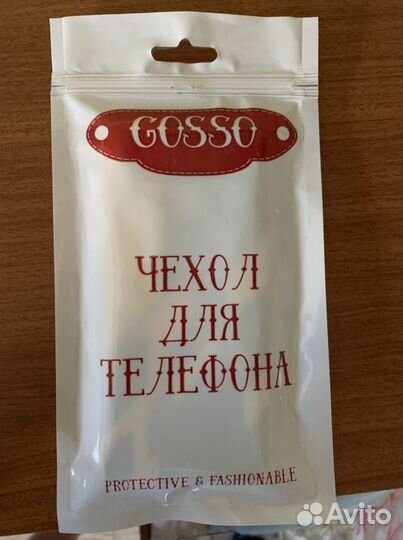 GOSSO
ЧЕХОЛ
ДЛЯ
ТЕЛЕФОНА
PROTECTIVE & FASHIONABLE
Avito